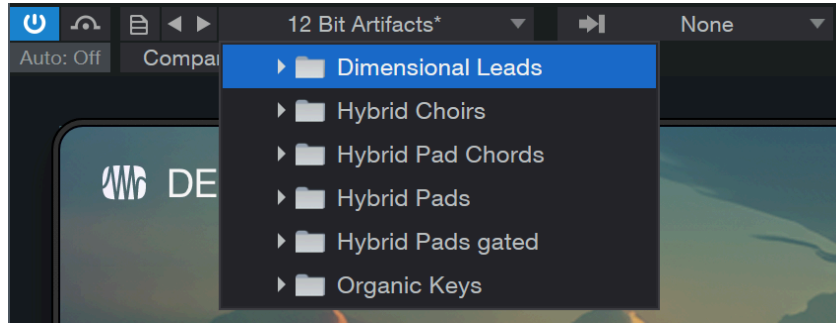 12 Bit Artifacts* None
Auto: Off Compa
Dimensional Leads
Hybrid Choirs
Hybrid Pad Chords
DE
Hybrid Pads
Hybrid Pads gated
Organic Keys